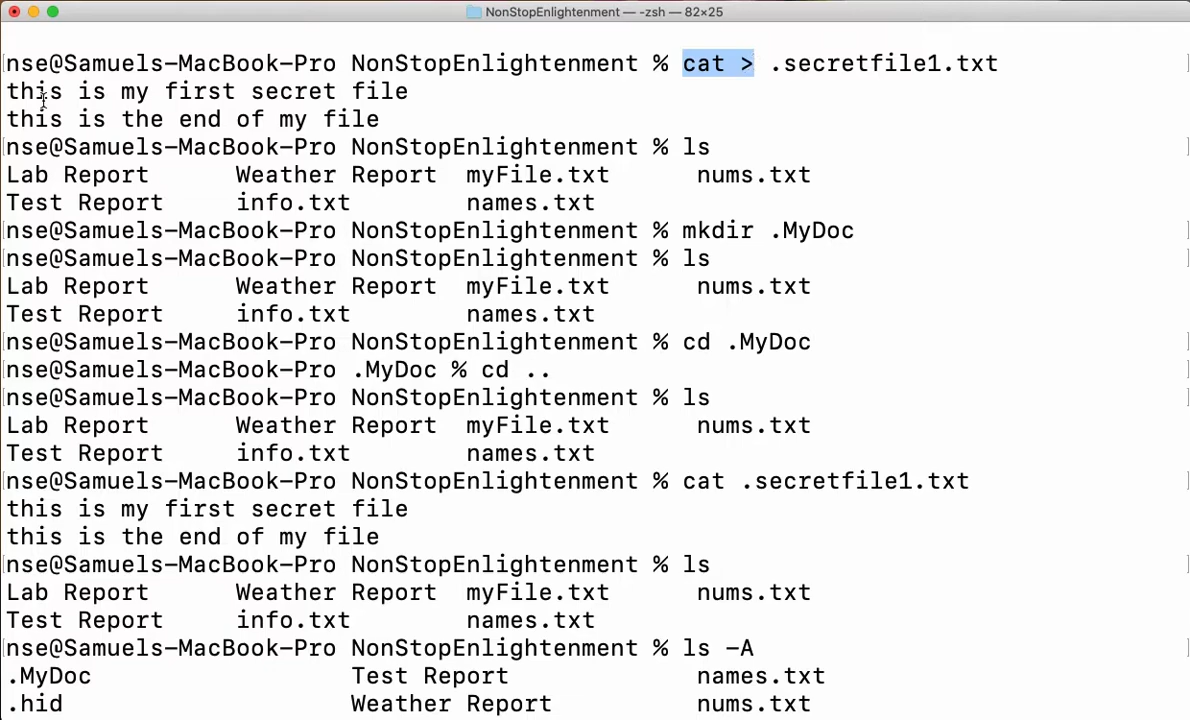 NonStopEnlightenment — -zsh — 82×25
nse@Samuels-MacBook-Pro NonStopEnlightenment % cat > .secretfile1.txt
this is my first secret file
this is the end of my file
nse@Samuels-MacBook-Pro NonStopEnlightenment % ls
Lab Report      Weather Report  myFile.txt      nums.txt
Test Report     info.txt        names.txt
nse@Samuels-MacBook-Pro NonStopEnlightenment % mkdir .MyDoc
nse@Samuels-MacBook-Pro NonStopEnlightenment % ls
Lab Report      Weather Report  myFile.txt      nums.txt
Test Report     info.txt        names.txt
nse@Samuels-MacBook-Pro NonStopEnlightenment % cd .MyDoc
nse@Samuels-MacBook-Pro .MyDoc % cd ..
nse@Samuels-MacBook-Pro NonStopEnlightenment % ls
Lab Report      Weather Report  myFile.txt      nums.txt
Test Report     info.txt        names.txt
nse@Samuels-MacBook-Pro NonStopEnlightenment % cat .secretfile1.txt
this is my first secret file
this is the end of my file
nse@Samuels-MacBook-Pro NonStopEnlightenment % ls
Lab Report      Weather Report  myFile.txt      nums.txt
Test Report     info.txt        names.txt
nse@Samuels-MacBook-Pro NonStopEnlightenment % ls -A
.MyDoc                  Test Report             names.txt
.hid                    Weather Report          nums.txt